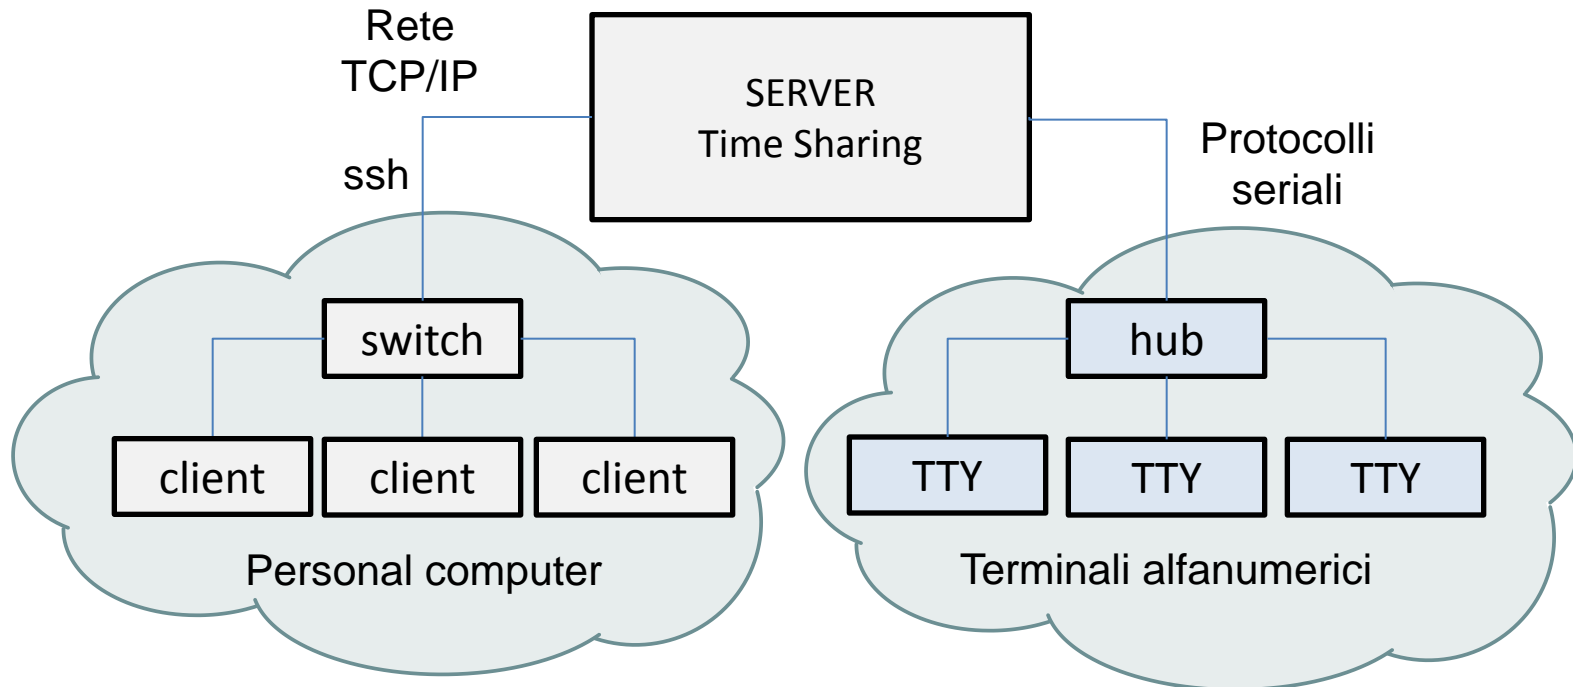 Rete
TCP/IP
SERVER
Time Sharing
Protocolli
seriali
ssh
switch
hub
client
client
client
TTY
TTY
TTY
Personal computer
Terminali alfanumerici